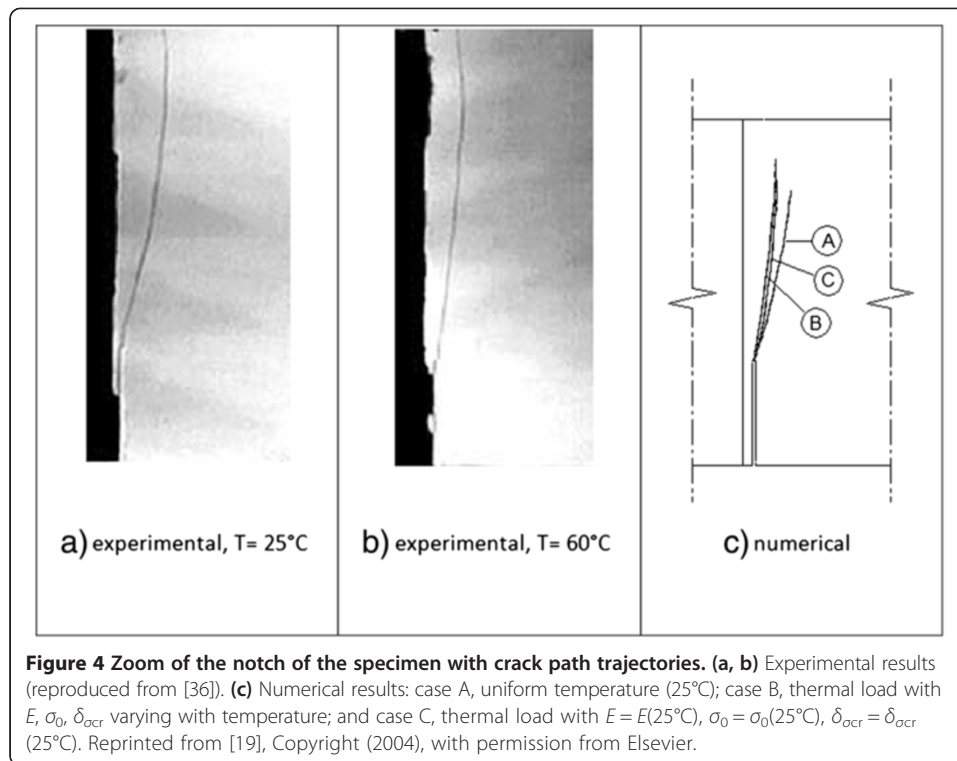 A
C
B
a) experimental, T= 25°C
b) experimental, T= 60°C
c) numerical
Figure 4 Zoom of the notch of the specimen with crack path trajectories. (a, b) Experimental results
(reproduced from [36]). (c) Numerical results: case A, uniform temperature (25°C); case B, thermal load with
E, σ₀, δσcr varying with temperature; and case C, thermal load with E = E(25°C), σ₀ = σ₀(25°C), δσcr = δσcr
(25°C). Reprinted from [19], Copyright (2004), with permission from Elsevier.